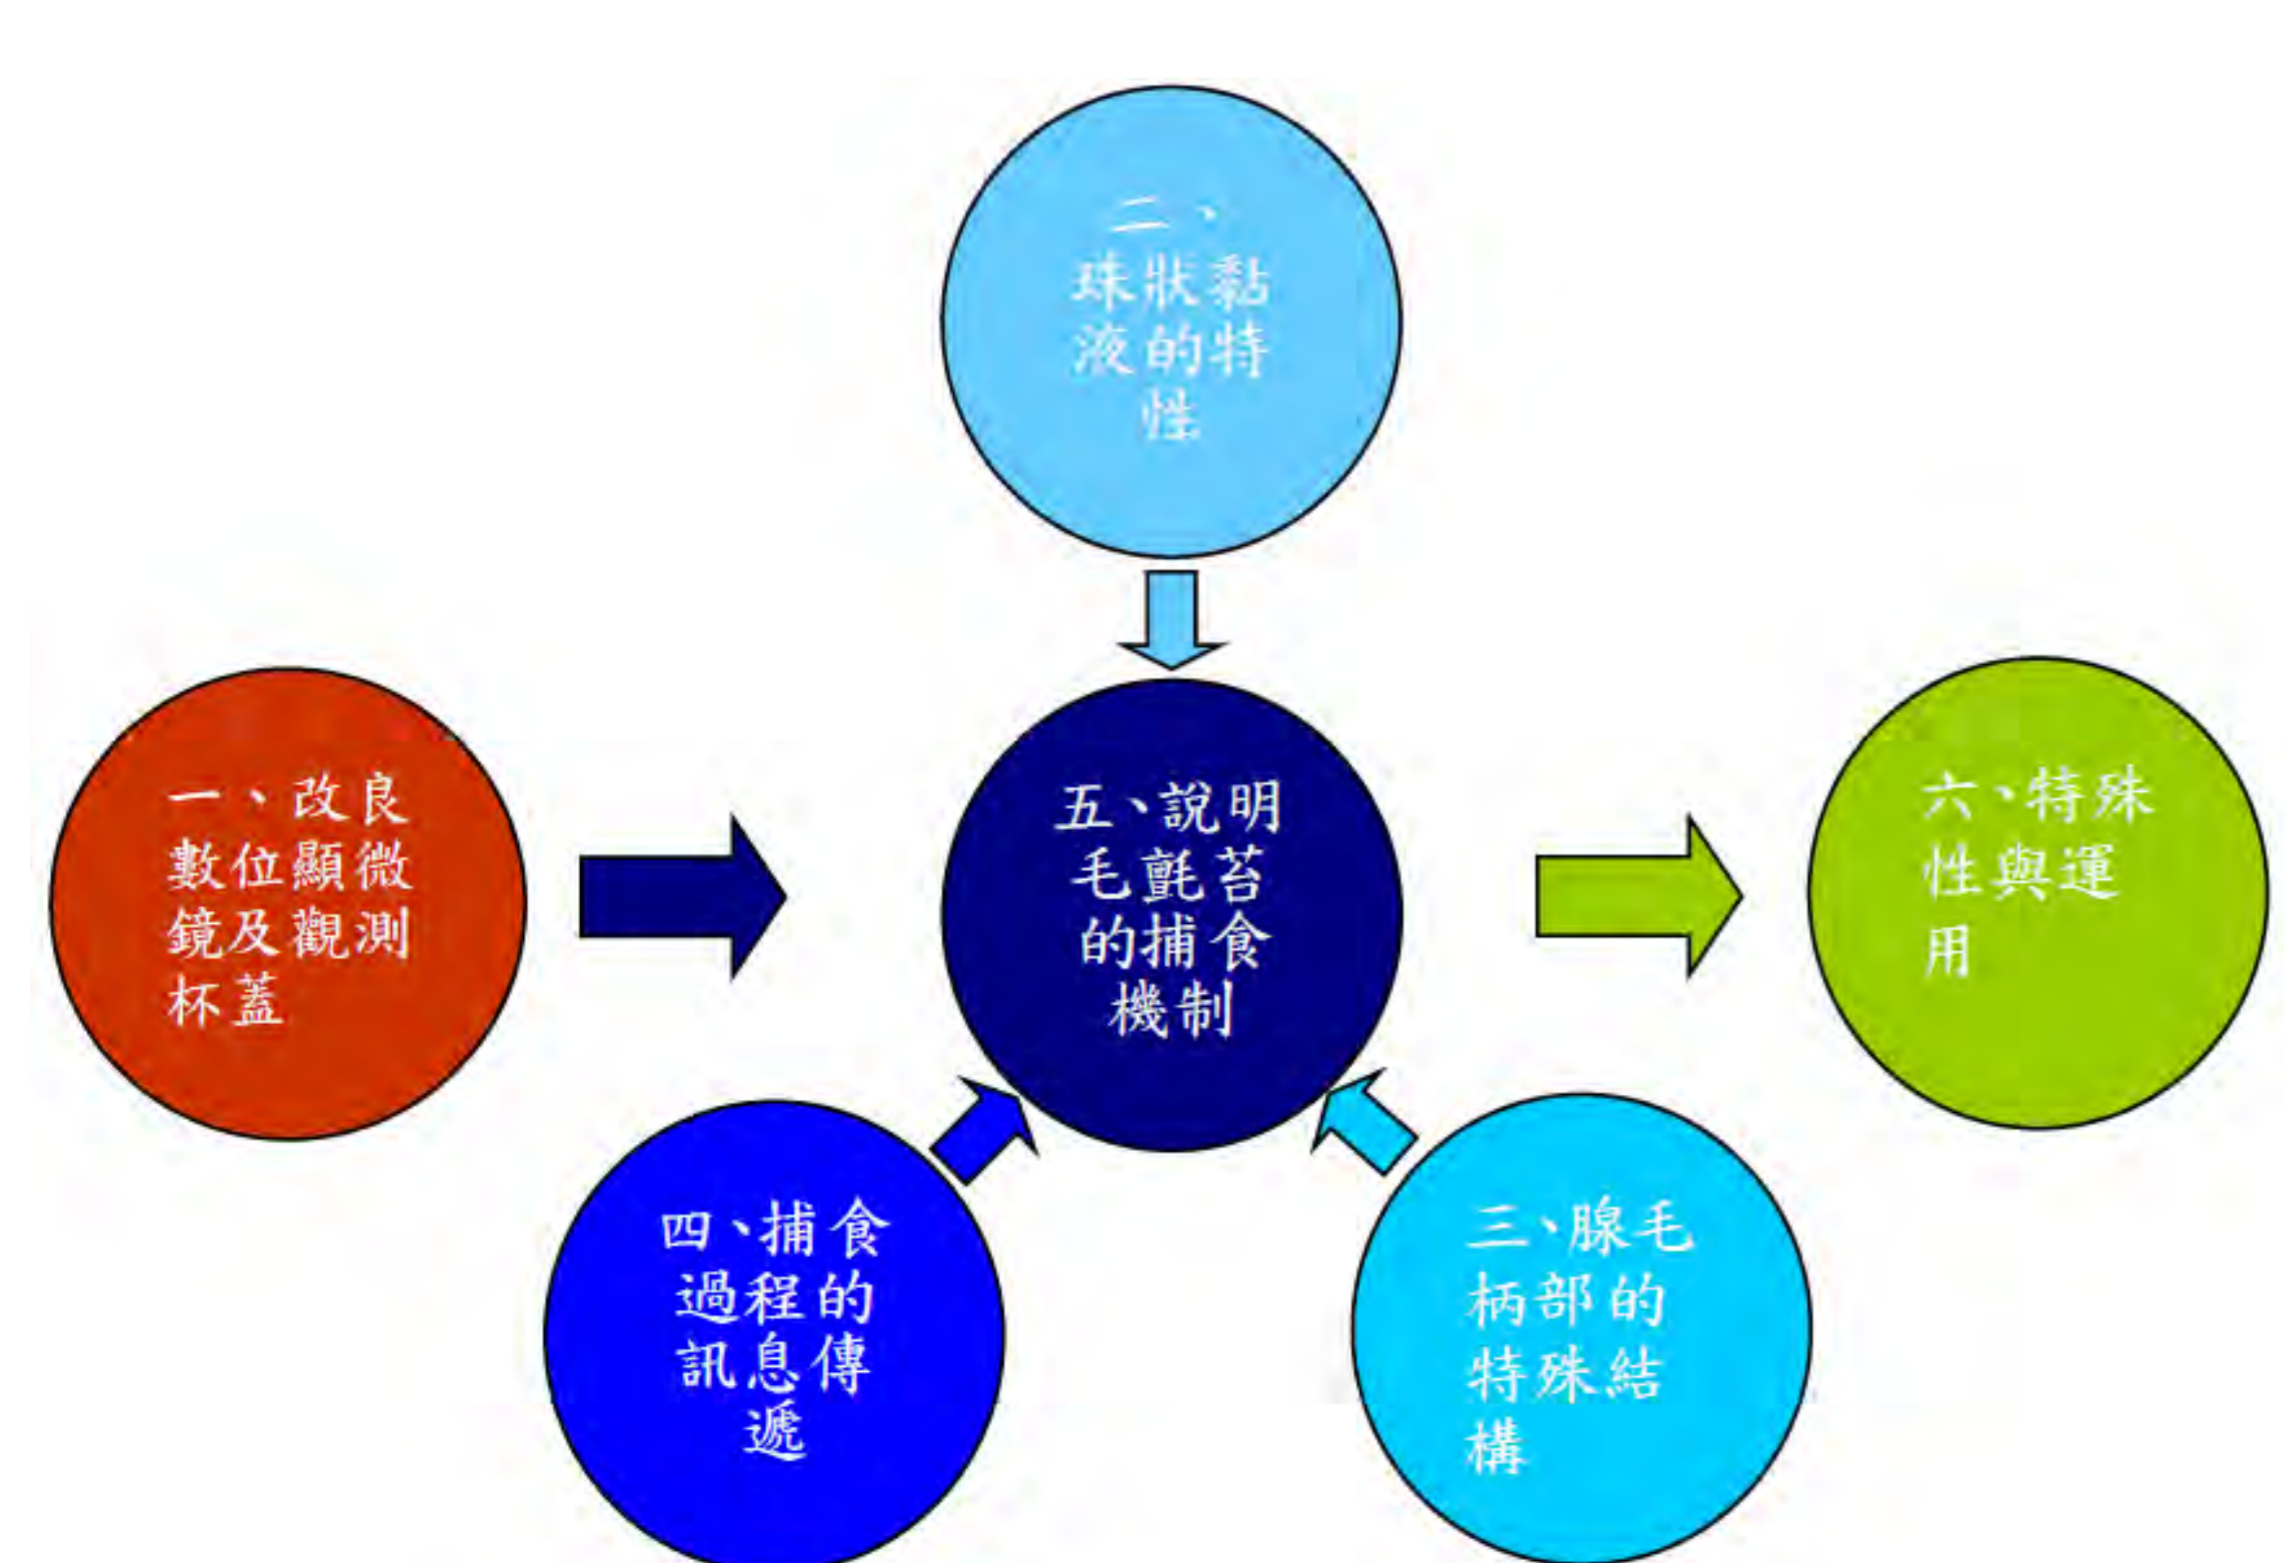 二、
珠狀黏
液的特
性
一、改良
數位顯微
鏡及觀測
杯蓋
五、說明
毛氈苔
的捕食
機制
六、特殊
性與運
用
四、捕食
過程的
訊息傳
遞
三、腺毛
柄部的
特殊結
構